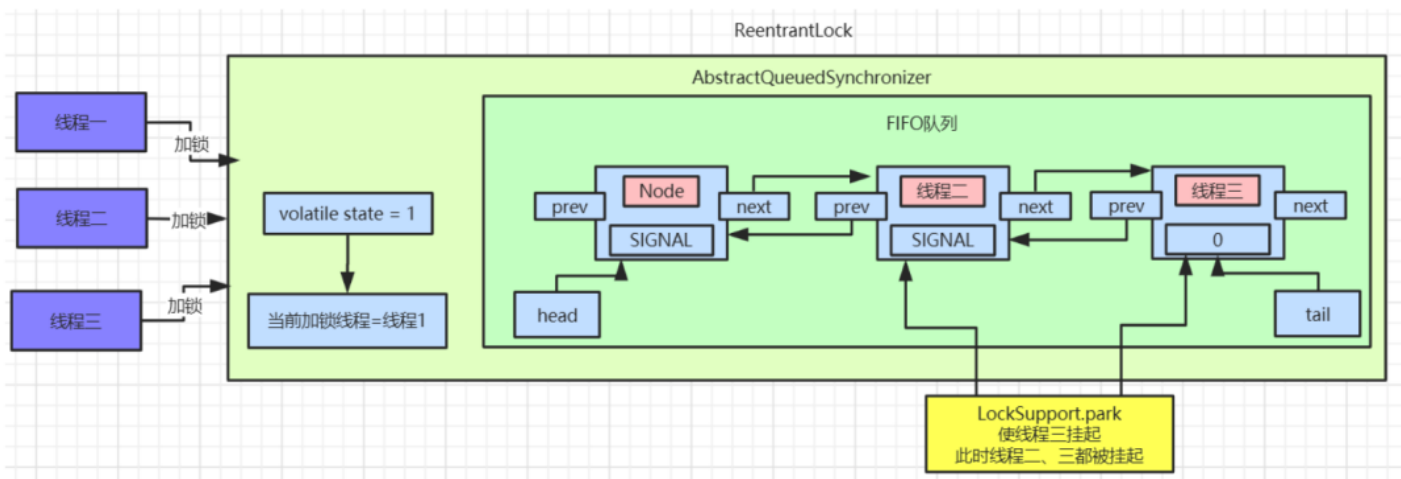 ReentrantLock
AbstractQueuedSynchronizer
FIFO队列
线程一
加锁
线程二
加锁
线程三
加锁
volatile state = 1
当前加锁线程=线程1
Node
prev
next
SIGNAL
head
线程二
prev
next
SIGNAL
线程三
prev
next
0
tail
LockSupport.park
使线程三挂起
此时线程二、三都被挂起